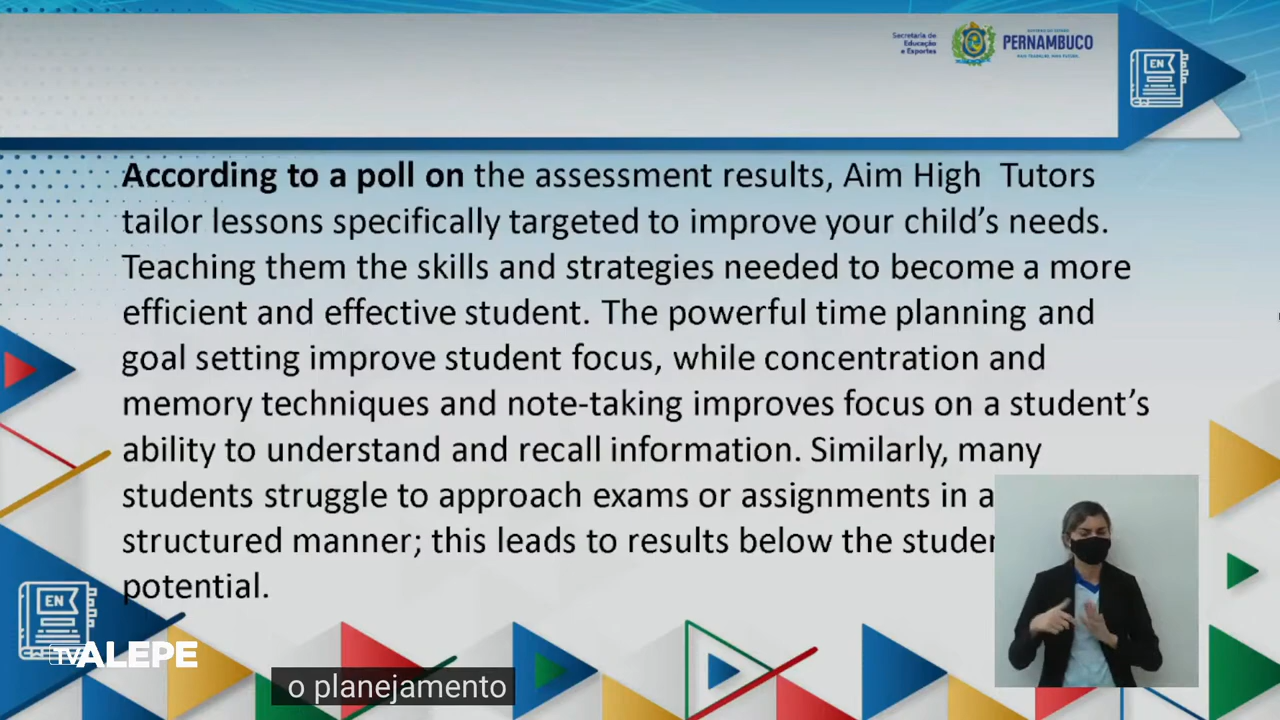 Secretaria de
Educação
e Esportes
PERNAMBUCO
EN
According to a poll on the assessment results, Aim High Tutors
tailor lessons specifically targeted to improve your child's needs.
Teaching them the skills and strategies needed to become a more
efficient and effective student. The powerful time planning and
goal setting improve student focus, while concentration and
memory techniques and note-taking improves focus on a student's
ability to understand and recall information. Similarly, many
students struggle to approach exams or assignments in a
structured manner; this leads to results below the
potential.
EN
TV ALEPE
o planejamento